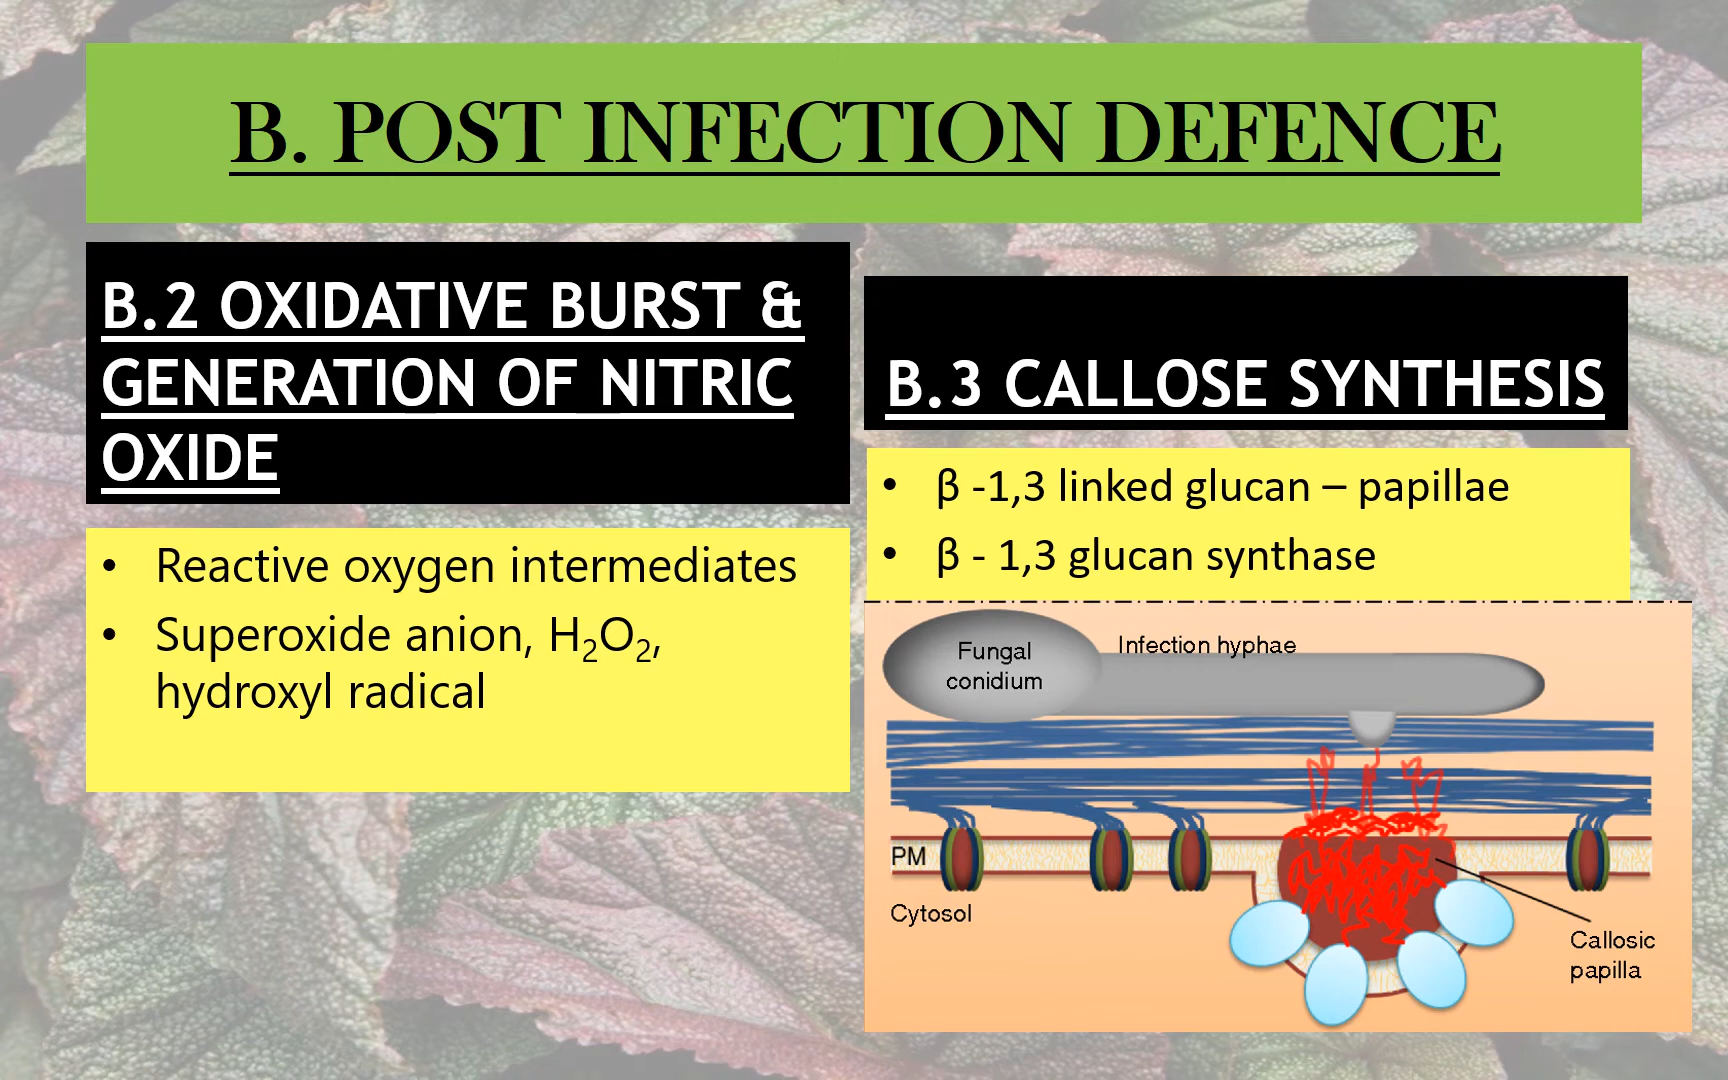 B. POST INFECTION DEFENCE
B.2 OXIDATIVE BURST &
GENERATION OF NITRIC
OXIDE
• Reactive oxygen intermediates
• Superoxide anion, H₂O₂,
hydroxyl radical
B.3 CALLOSE SYNTHESIS
• β -1,3 linked glucan – papillae
• β - 1,3 glucan synthase
Fungal
conidium
Infection hyphae
PM
Cytosol
Callosic
papilla